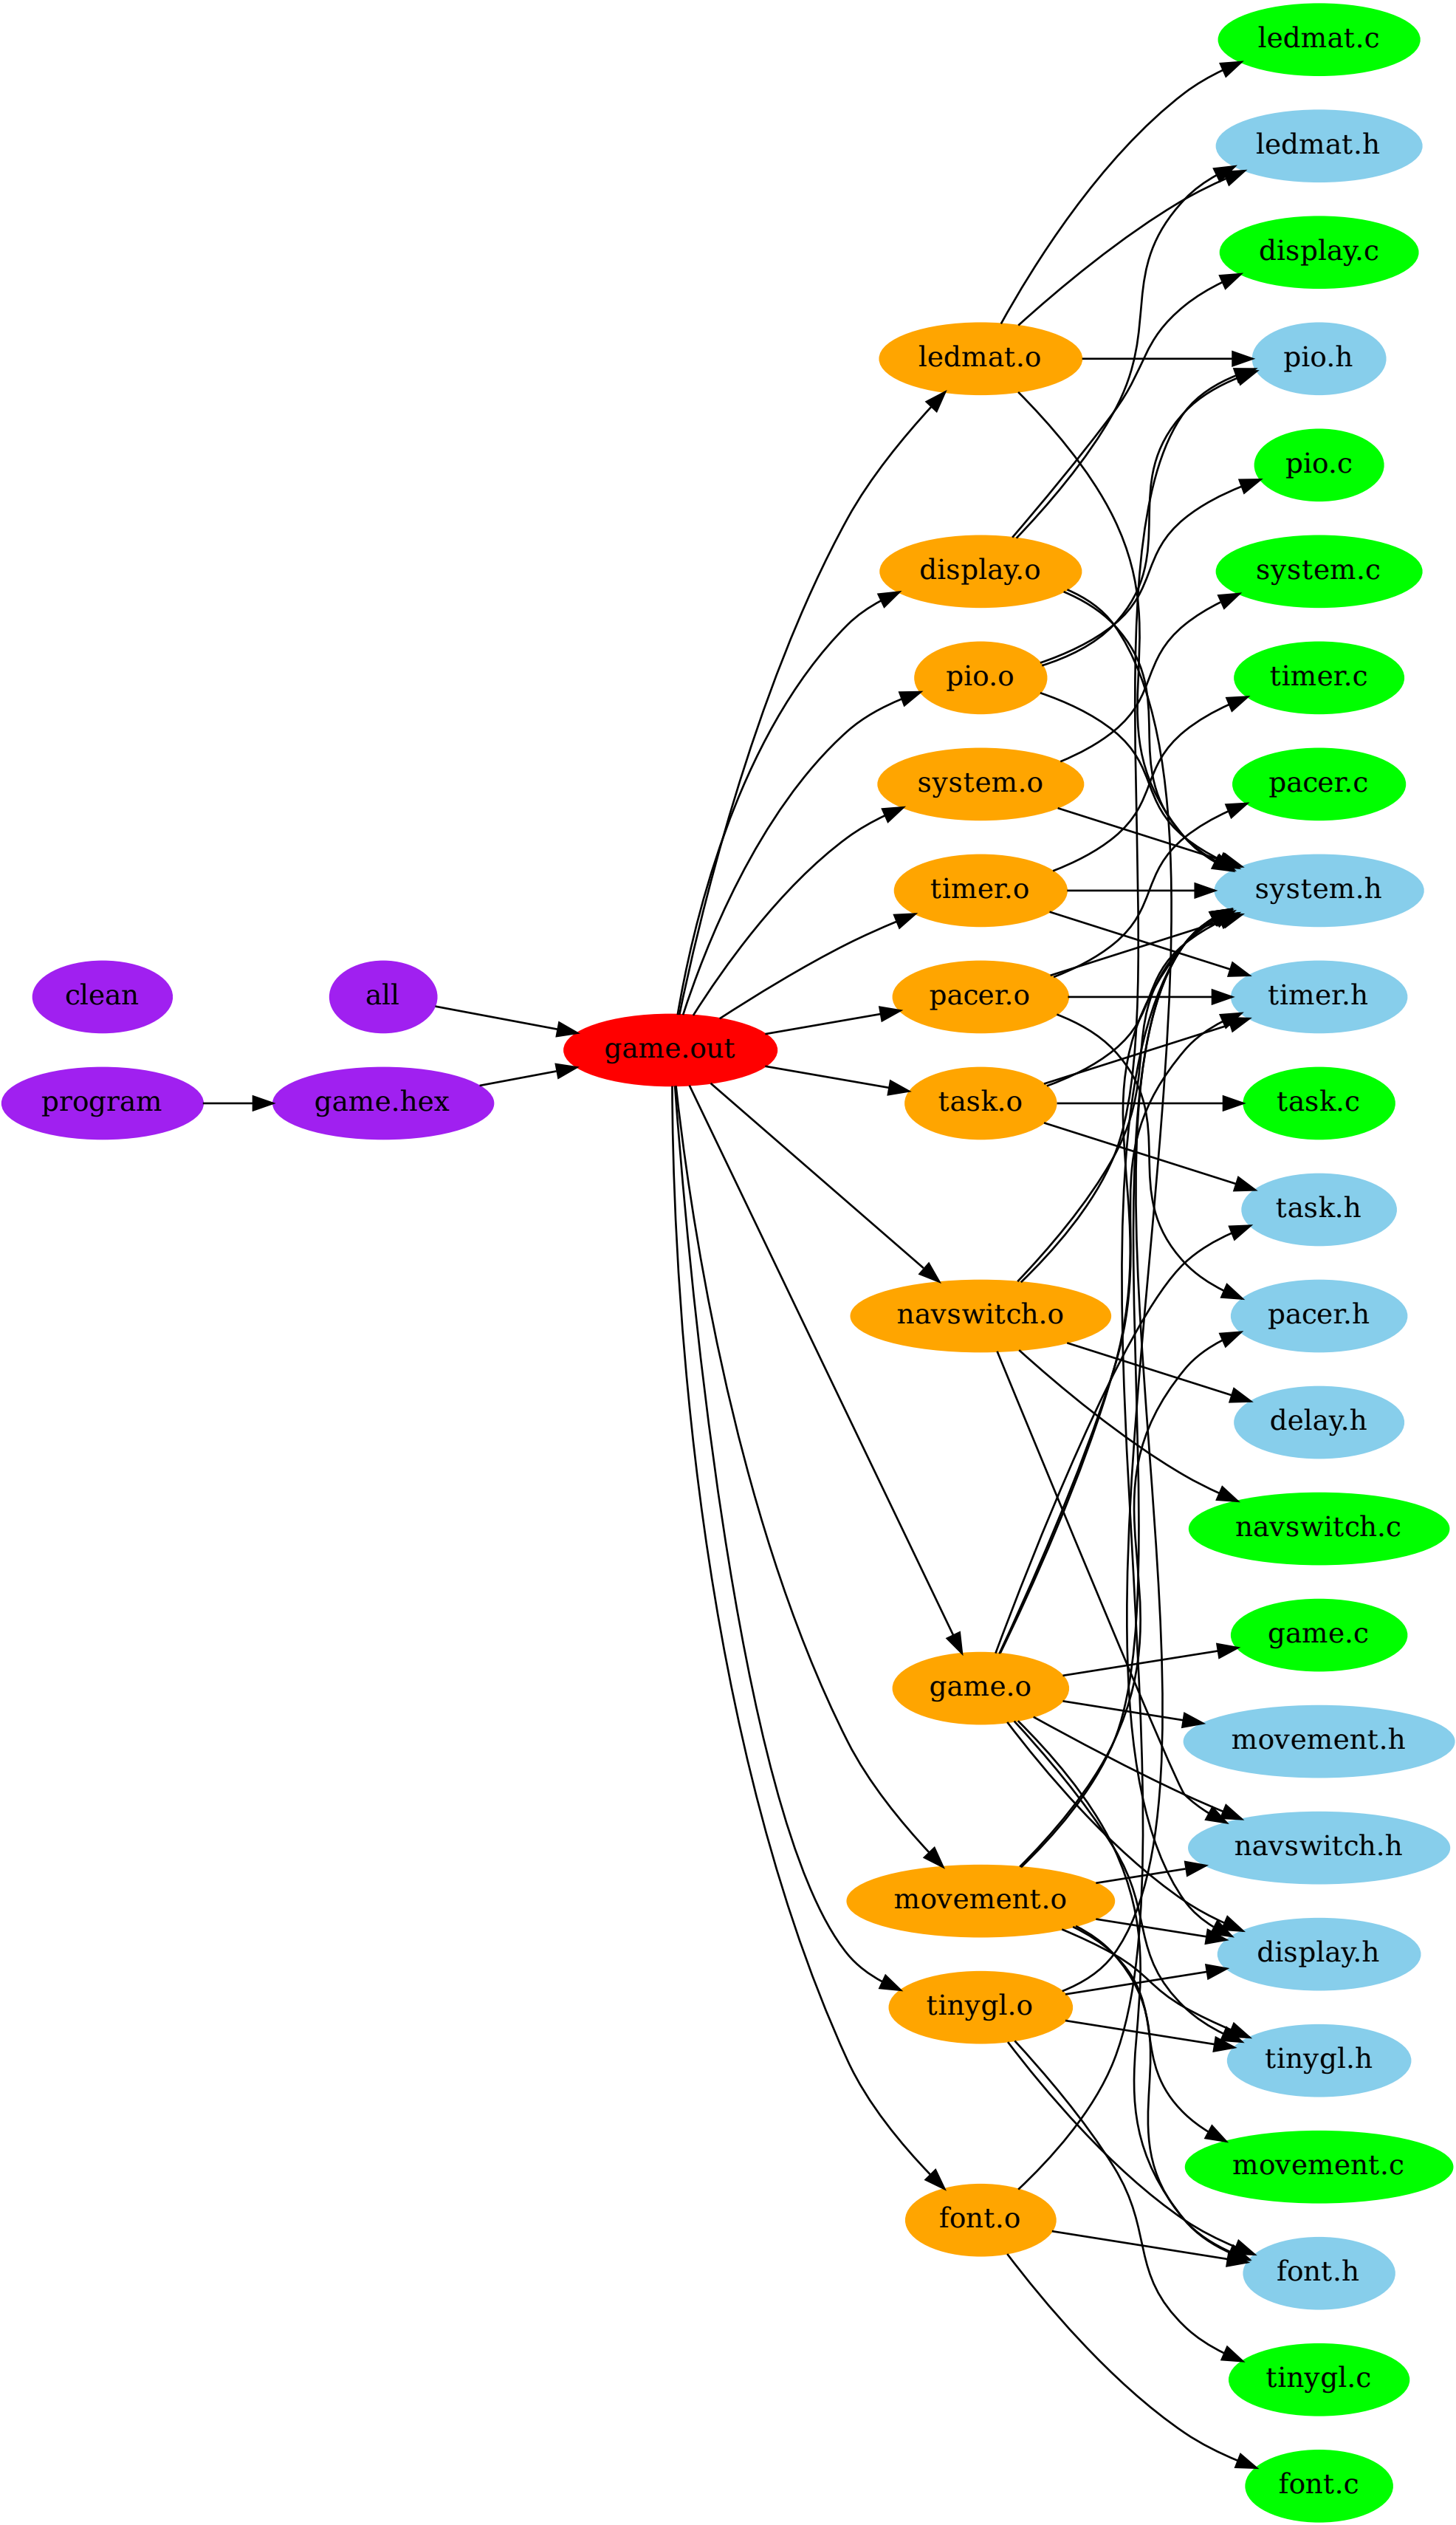 clean
program
all
game.hex
game.out
ledmat.o
display.o
pio.o
system.o
timer.o
pacer.o
task.o
navswitch.o
game.o
movement.o
tinygl.o
font.o
ledmat.c
ledmat.h
display.c
pio.h
pio.c
system.c
timer.c
pacer.c
system.h
timer.h
task.c
task.h
pacer.h
delay.h
navswitch.c
game.c
movement.h
navswitch.h
display.h
tinygl.h
movement.c
font.h
tinygl.c
font.c